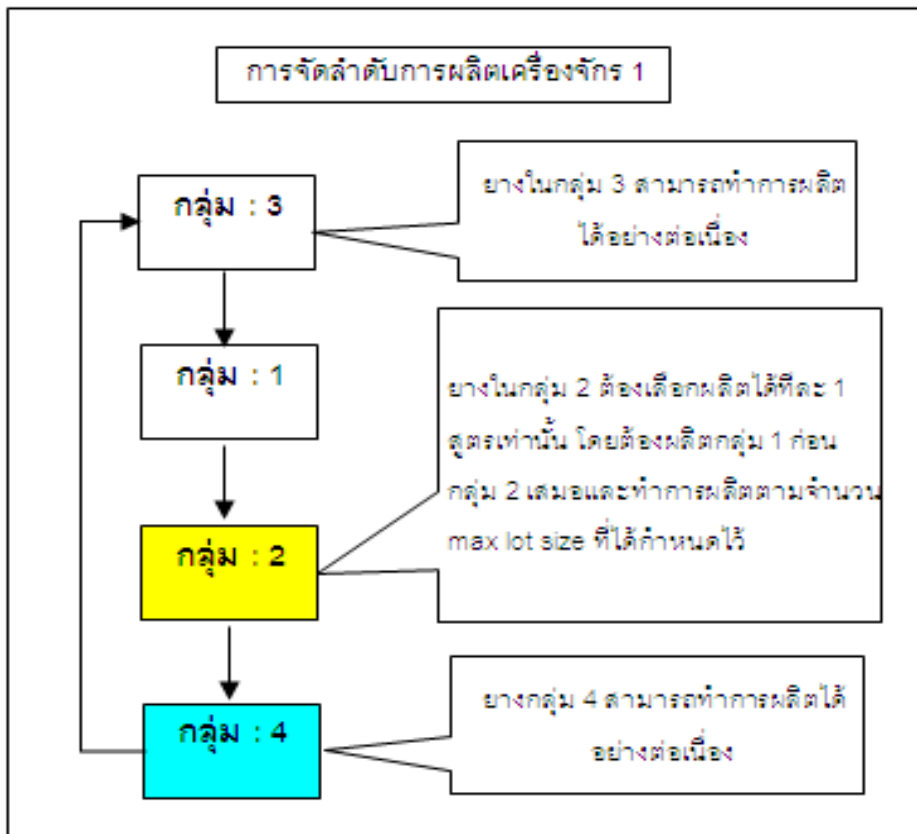 การจัดลำดับการผลิตเครื่องจักร 1
กลุ่ม : 3
ยางในกลุ่ม 3 สามารถทำการผลิต
ได้อย่างต่อเนื่อง
กลุ่ม : 1
ยางในกลุ่ม 2 ต้องเลือกผลิตได้ทีละ 1
สูตรเท่านั้น โดยต้องผลิตกลุ่ม 1 ก่อน
กลุ่ม 2 เสมอและทำการผลิตตามจำนวน
max lot size ที่ได้กำหนดไว้
กลุ่ม : 2
ยางกลุ่ม 4 สามารถทำการผลิตได้
อย่างต่อเนื่อง
กลุ่ม : 4